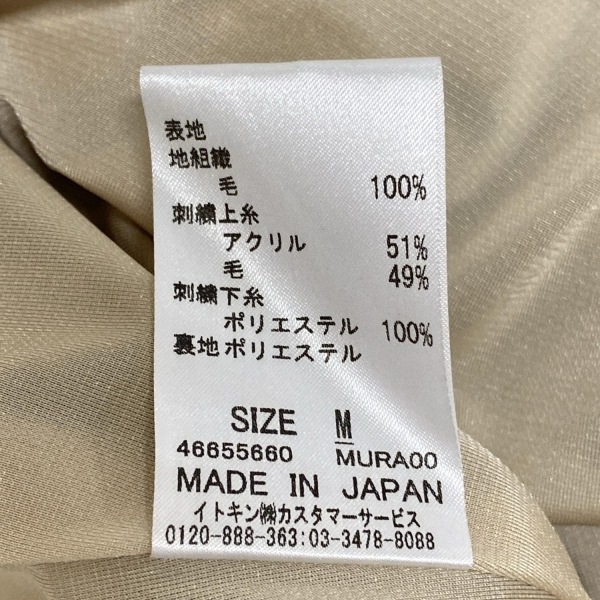 表地
地組織
毛 100%
刺繍上糸
アクリル 51%
毛 49%
刺繍下糸
ポリエステル 100%
裏地 ポリエステル
SIZE M
46655660 MURA00
MADE IN JAPAN
イトキン㈱カスタマーサービス
0120-888-363:03-3478-8088